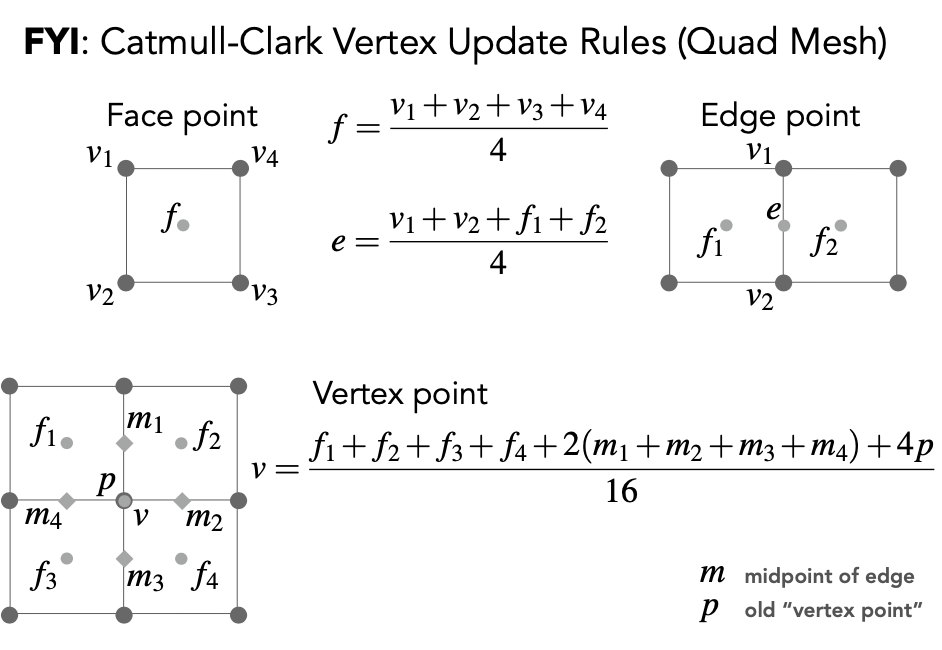 FYI: Catmull-Clark Vertex Update Rules (Quad Mesh)
Face point
v1
v4
f
v2
v3
f = (v1 + v2 + v3 + v4) / 4
e = (v1 + v2 + f1 + f2) / 4
Edge point
v1
e
f1
f2
v2
f1
m1
f2
p
m4
v
m2
f3
m3
f4
Vertex point
v = (f1 + f2 + f3 + f4 + 2(m1 + m2 + m3 + m4) + 4p) / 16
m midpoint of edge
p old “vertex point”